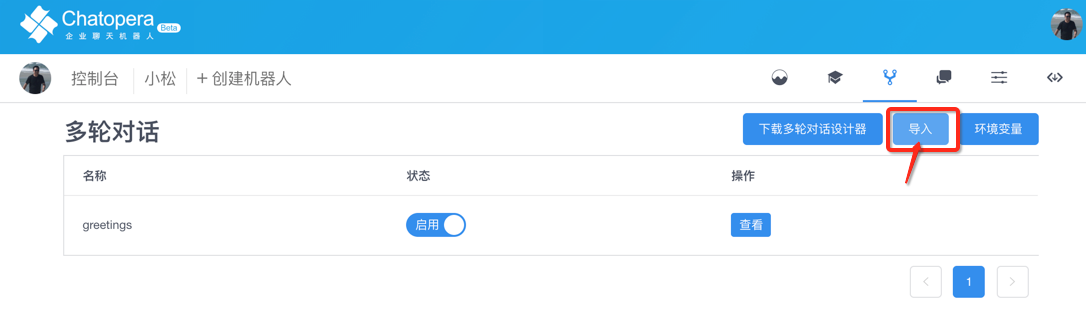 Chatopera
Beta
企业聊天机器人
控制台 小松 + 创建机器人
多轮对话 下载多轮对话设计器 导入 环境变量
名称 状态 操作
greetings 启用 查看
1